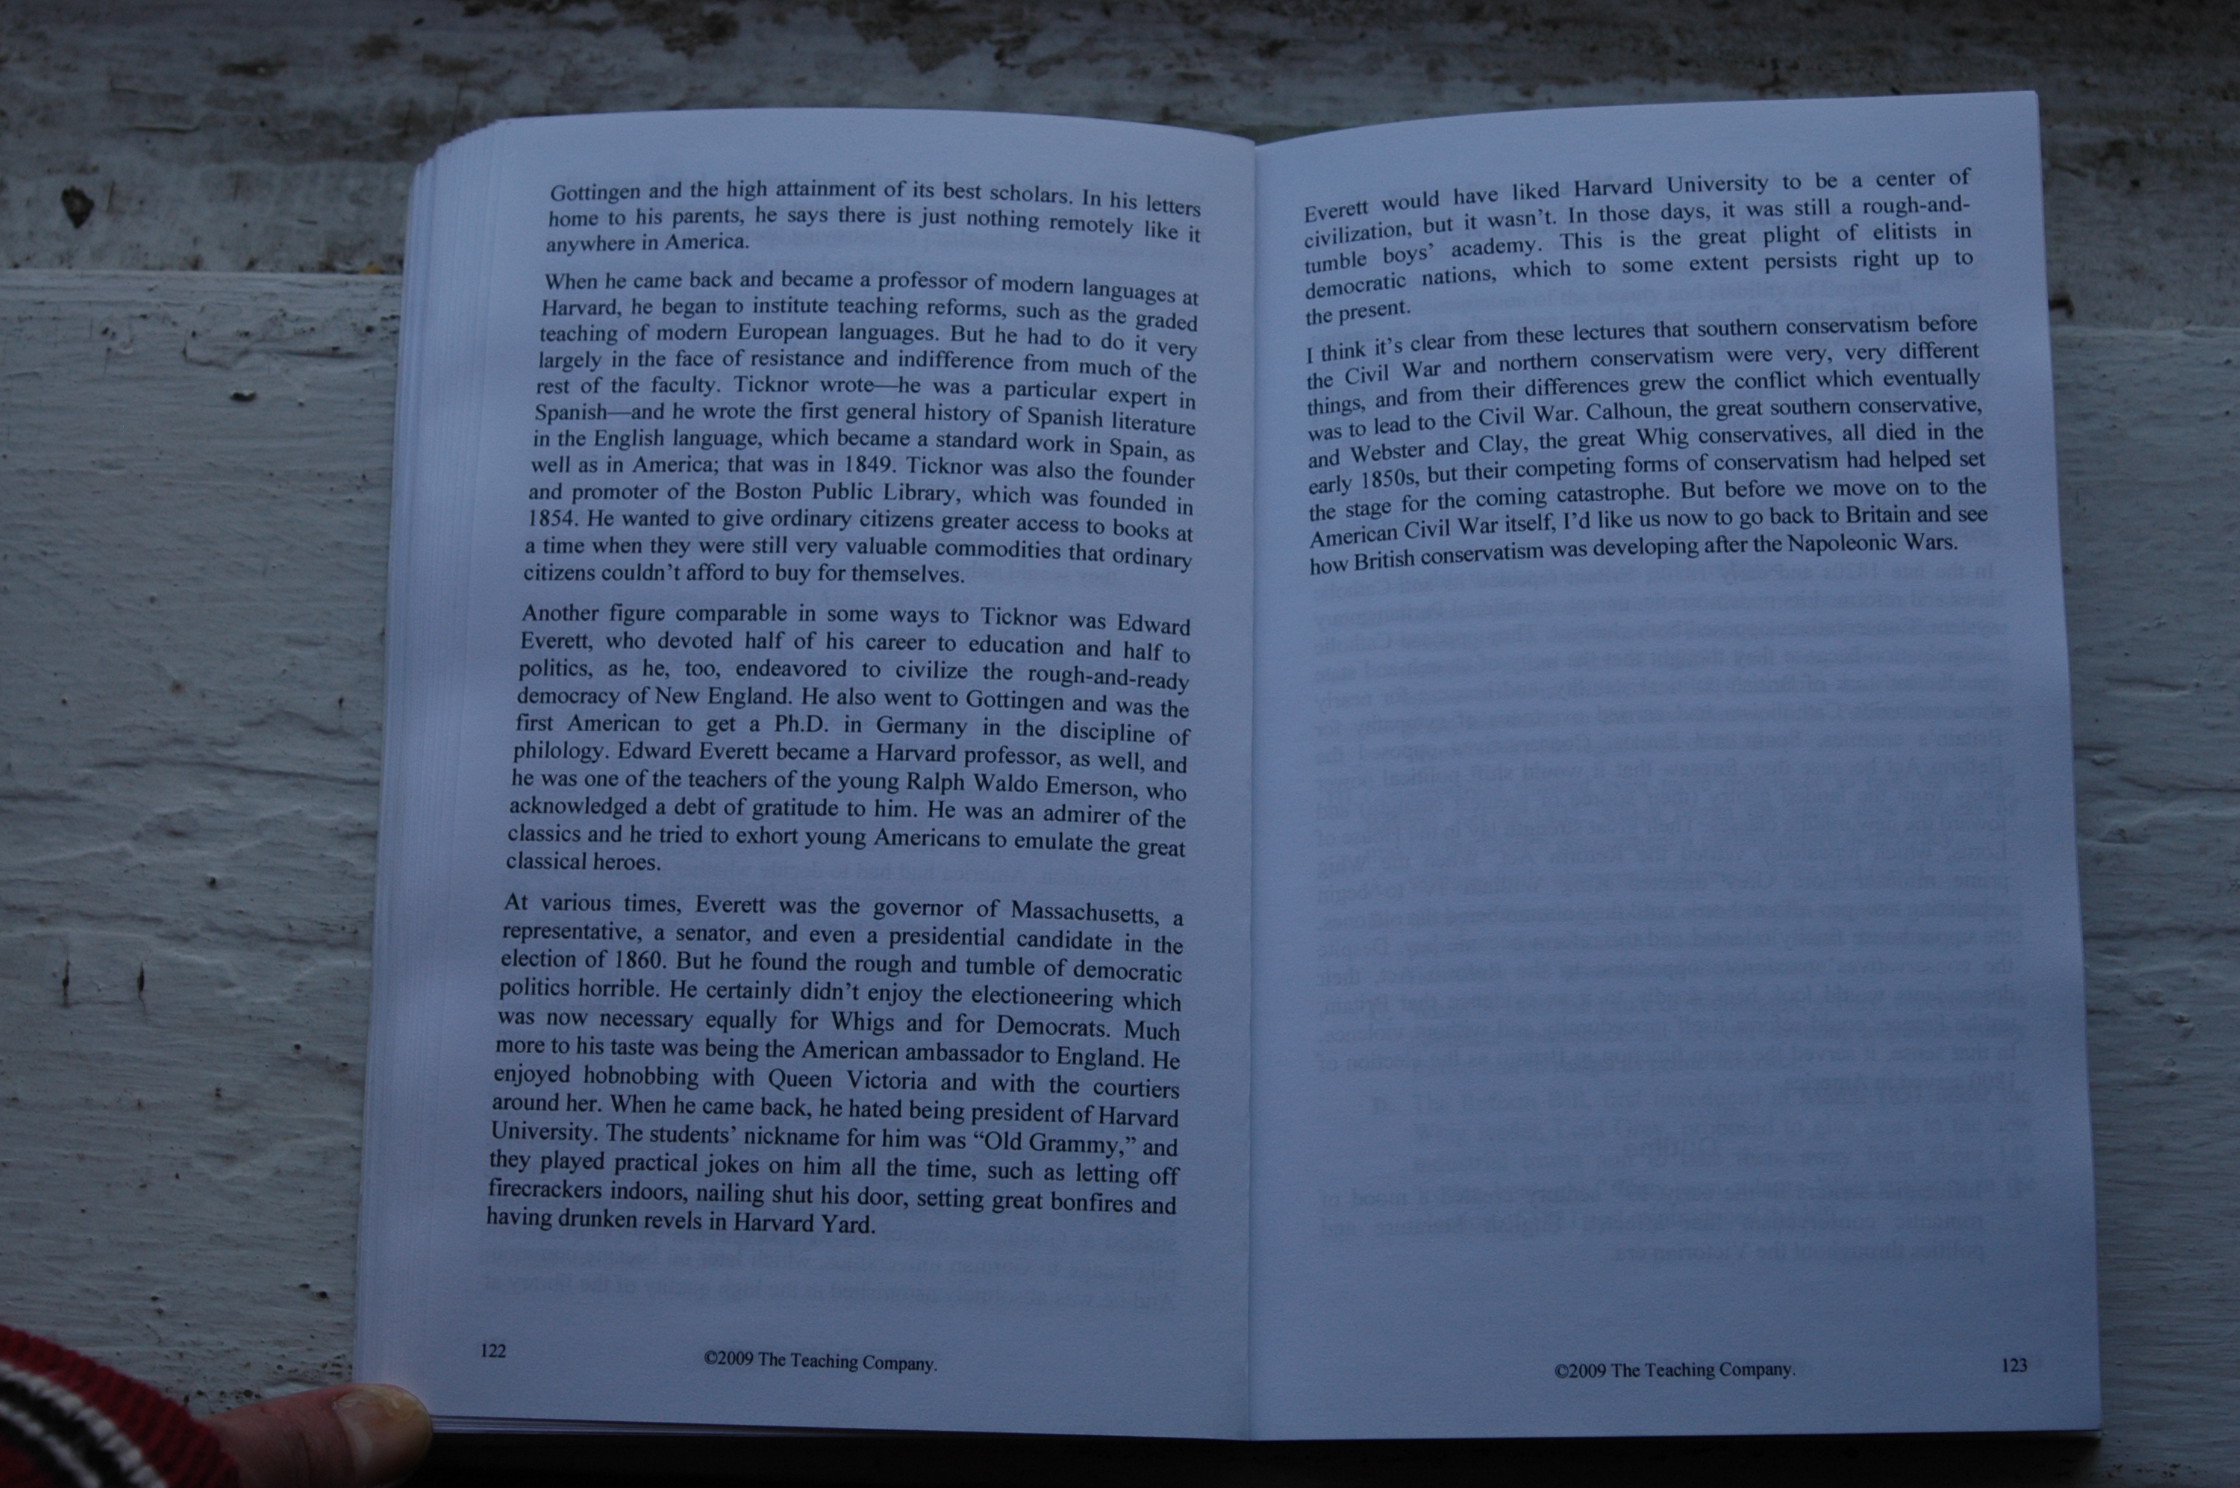 Gottingen and the high attainment of its best scholars. In his letters
home to his parents, he says there is just nothing remotely like it
anywhere in America.
When he came back and became a professor of modern languages at
Harvard, he began to institute teaching reforms, such as the graded
teaching of modern European languages. But he had to do it very
largely in the face of resistance and indifference from much of the
rest of the faculty. Ticknor wrote—he was a particular expert in
Spanish—and he wrote the first general history of Spanish literature
in the English language, which became a standard work in Spain, as
well as in America; that was in 1849. Ticknor was also the founder
and promoter of the Boston Public Library, which was founded in
1854. He wanted to give ordinary citizens greater access to books at
a time when they were still very valuable commodities that ordinary
citizens couldn’t afford to buy for themselves.
Another figure comparable in some ways to Ticknor was Edward
Everett, who devoted half of his career to education and half to
politics, as he, too, endeavored to civilize the rough-and-ready
democracy of New England. He also went to Gottingen and was the
first American to get a Ph.D. in Germany in the discipline of
philology. Edward Everett became a Harvard professor, as well, and
he was one of the teachers of the young Ralph Waldo Emerson, who
acknowledged a debt of gratitude to him. He was an admirer of the
classics and he tried to exhort young Americans to emulate the great
classical heroes.
At various times, Everett was the governor of Massachusetts, a
representative, a senator, and even a presidential candidate in the
election of 1860. But he found the rough and tumble of democratic
politics horrible. He certainly didn’t enjoy the electioneering which
was now necessary equally for Whigs and for Democrats. Much
more to his taste was being the American ambassador to England. He
enjoyed hobnobbing with Queen Victoria and with the courtiers
around her. When he came back, he hated being president of Harvard
University. The students’ nickname for him was “Old Grammy,” and
they played practical jokes on him all the time, such as letting off
firecrackers indoors, nailing shut his door, setting great bonfires and
having drunken revels in Harvard Yard.
122
©2009 The Teaching Company.
Everett would have liked Harvard University to be a center of
civilization, but it wasn’t. In those days, it was still a rough-and-
tumble boys’ academy. This is the great plight of elitists in
democratic nations, which to some extent persists right up to
the present.
I think it’s clear from these lectures that southern conservatism before
the Civil War and northern conservatism were very, very different
things, and from their differences grew the conflict which eventually
was to lead to the Civil War. Calhoun, the great southern conservative,
and Webster and Clay, the great Whig conservatives, all died in the
early 1850s, but their competing forms of conservatism had helped set
the stage for the coming catastrophe. But before we move on to the
American Civil War itself, I’d like us now to go back to Britain and see
how British conservatism was developing after the Napoleonic Wars.
©2009 The Teaching Company.
123